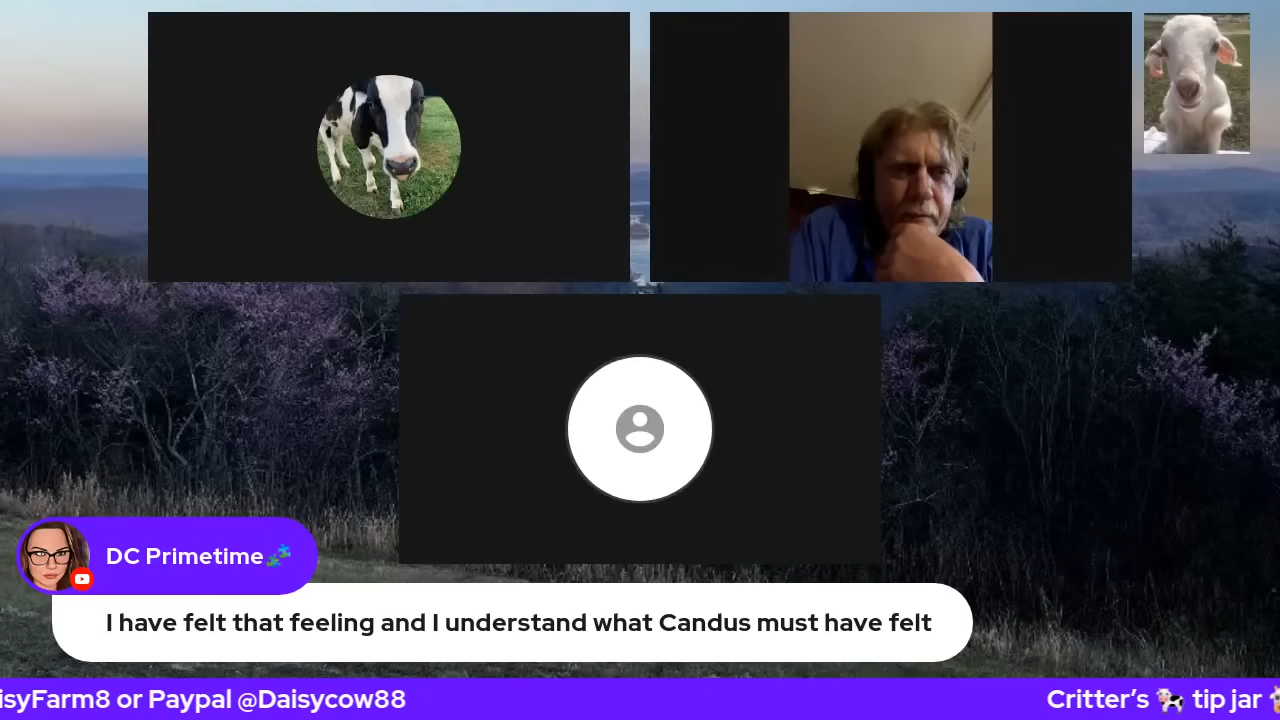 DC Primetime🧩
I have felt that feeling and I understand what Candus must have felt
isyFarm8 or Paypal @Daisycow88
Critter’s 🐄 tip jar